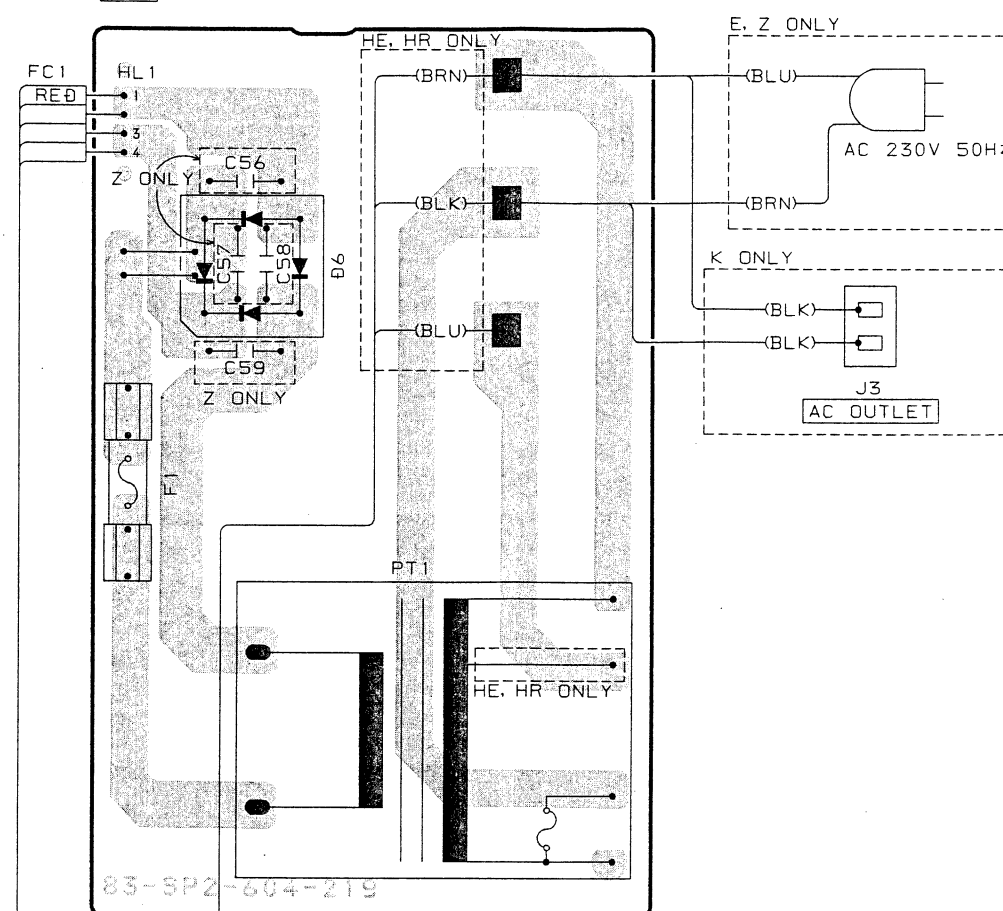 E, Z ONLY
HE, HR ONLY
FC1
HL1
(BRN)
(BLU)
RED
1
3
4
AC 230V 50Hz
C56
Z ONLY
(BLK)
(BRN)
K ONLY
C57
C58
D6
(BLK)
(BLU)
(BLK)
C59
J3
Z ONLY
AC OUTLET
F1
PT1
HE, HR ONLY
83-SP2-604-219